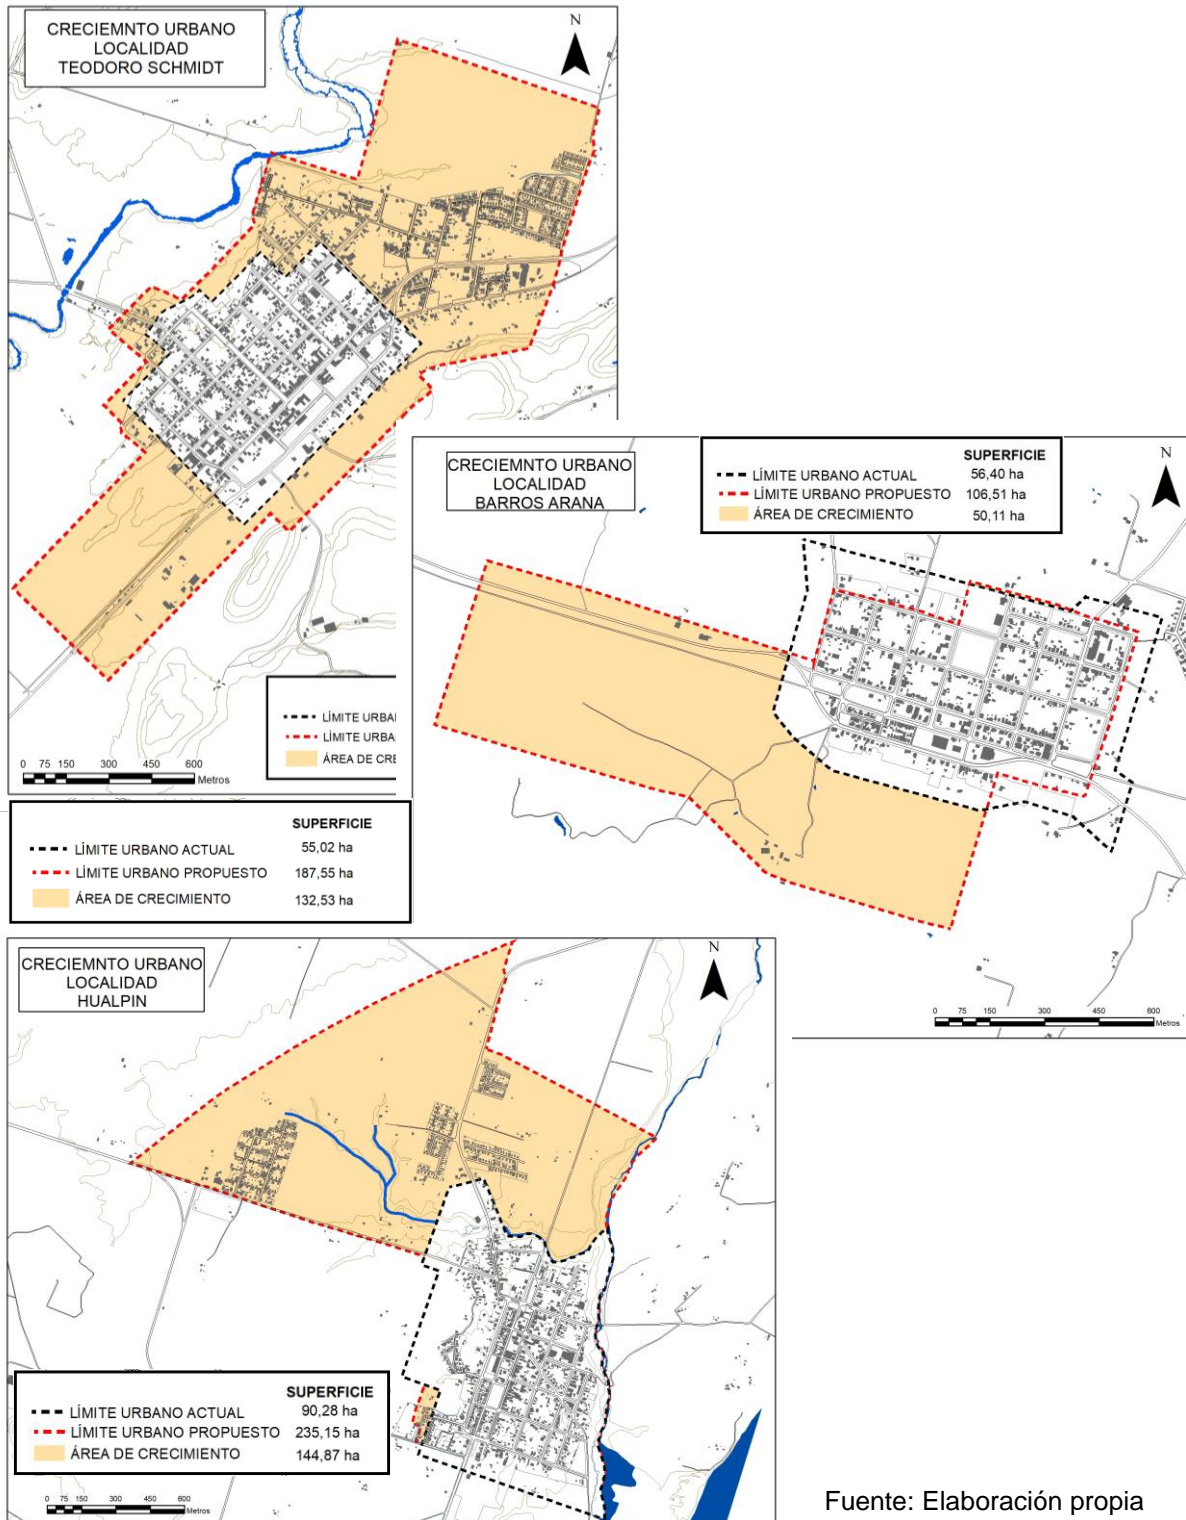 CRECIEMNTO URBANO
LOCALIDAD
TEODORO SCHMIDT
N
LÍMITE URBA
LÍMITE URBA
ÁREA DE CRE
0 75 150 300 450 600
Metros
SUPERFICIE
LÍMITE URBANO ACTUAL 55,02 ha
LÍMITE URBANO PROPUESTO 187,55 ha
ÁREA DE CRECIMIENTO 132,53 ha
CRECIEMNTO URBANO
LOCALIDAD
BARROS ARANA
SUPERFICIE
LÍMITE URBANO ACTUAL 56,40 ha
LÍMITE URBANO PROPUESTO 106,51 ha
ÁREA DE CRECIMIENTO 50,11 ha
N
0 75 150 300 450 600
Metros
CRECIEMNTO URBANO
LOCALIDAD
HUALPIN
N
SUPERFICIE
LÍMITE URBANO ACTUAL 90,28 ha
LÍMITE URBANO PROPUESTO 235,15 ha
ÁREA DE CRECIMIENTO 144,87 ha
0 75 150 300 450 600
Metros
Fuente: Elaboración propia